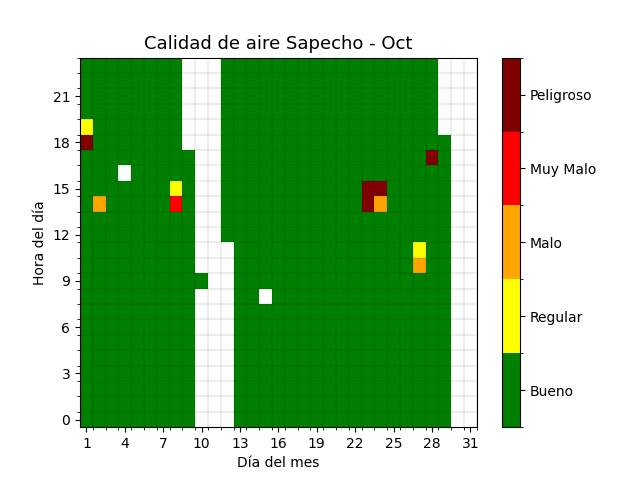 Calidad de aire Sapecho - Oct
Hora del día
21
18
15
12
9
6
3
0
1 4 7 10 13 16 19 22 25 28 31
Día del mes
Peligroso
Muy Malo
Malo
Regular
Bueno